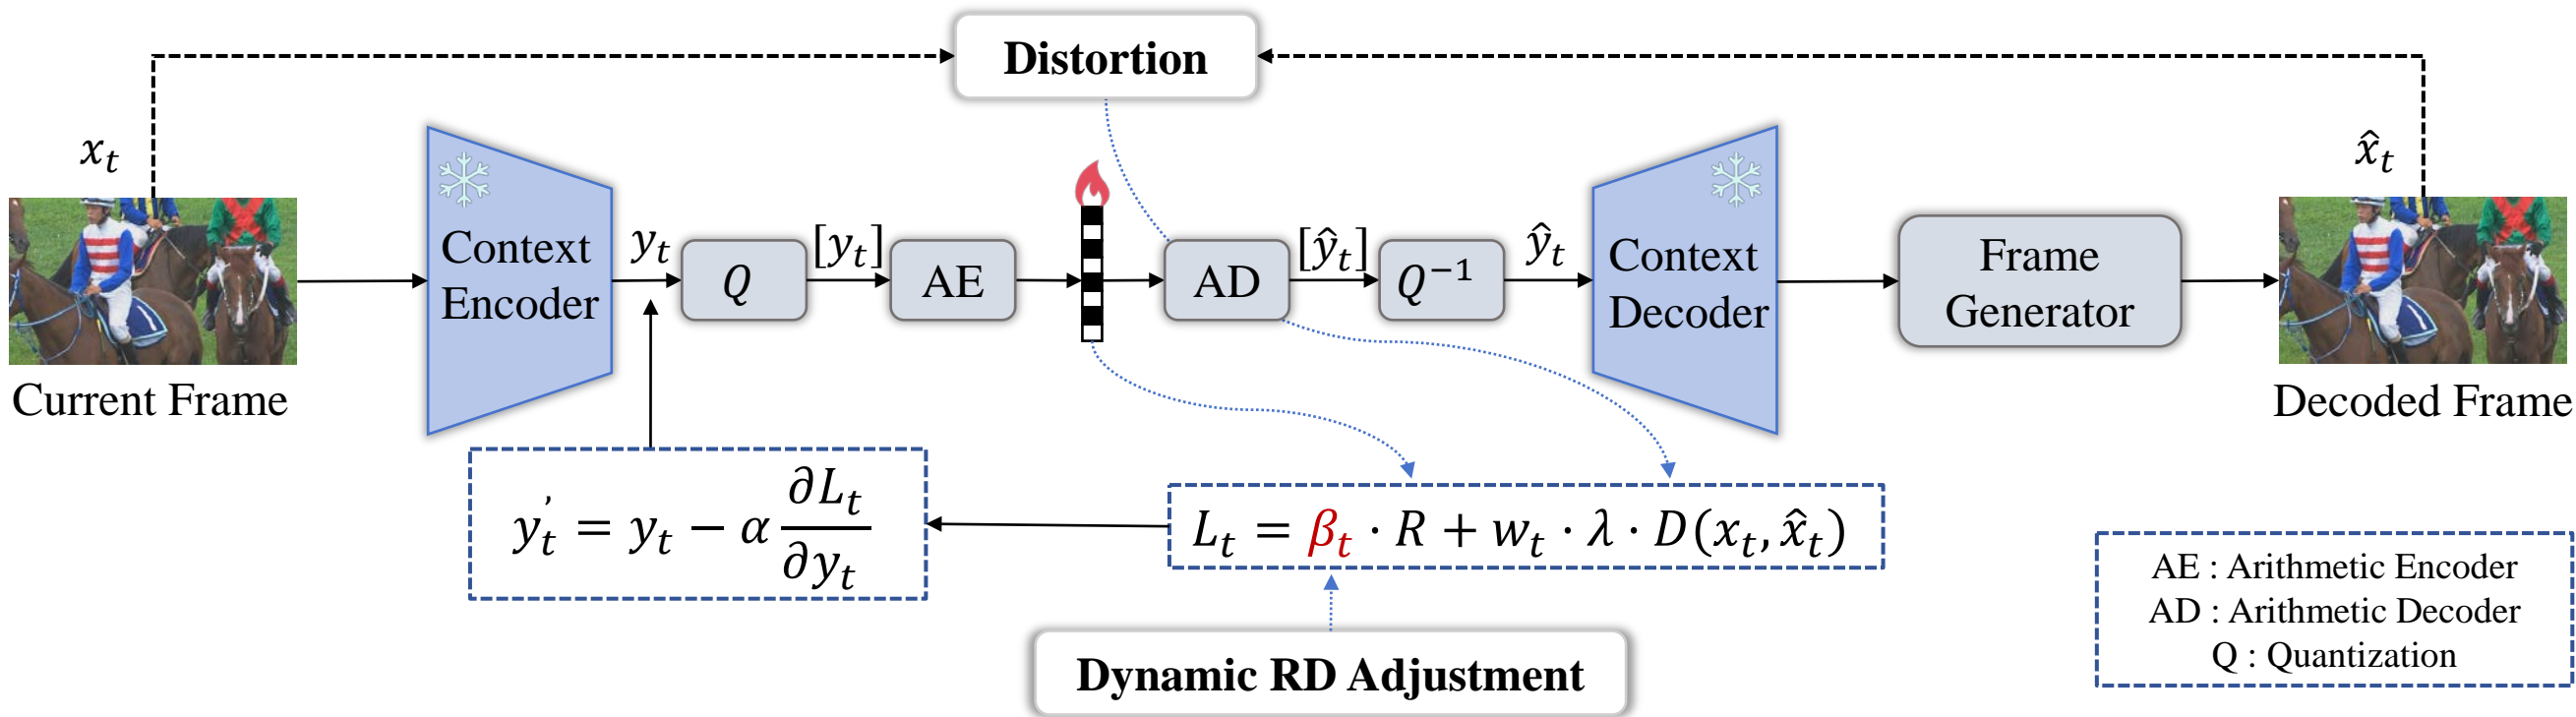 Distortion
x_t
x̂_t
Context
Encoder
y_t
Q
[y_t]
AE
AD
[ŷ_t]
Q⁻¹
ŷ_t
Context
Decoder
Frame
Generator
Current Frame
Decoded Frame
y_t' = y_t − α ∂L_t/∂y_t
L_t = β_t · R + w_t · λ · D(x_t, x̂_t)
Dynamic RD Adjustment
AE : Arithmetic Encoder
AD : Arithmetic Decoder
Q : Quantization